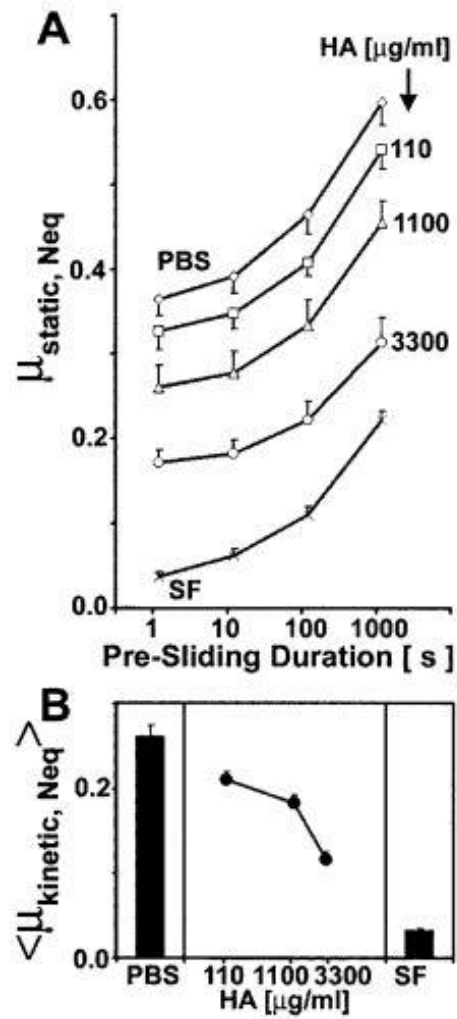 A
HA [μg/ml]
0.6
110
PBS
1100
0.4
μstatic, Neq
3300
0.2
SF
0.0
1 10 100 1000
Pre-Sliding Duration [ s ]
B
<μkinetic, Neq>
0.2
0.0
PBS 110 1100 3300 SF
HA [μg/ml]